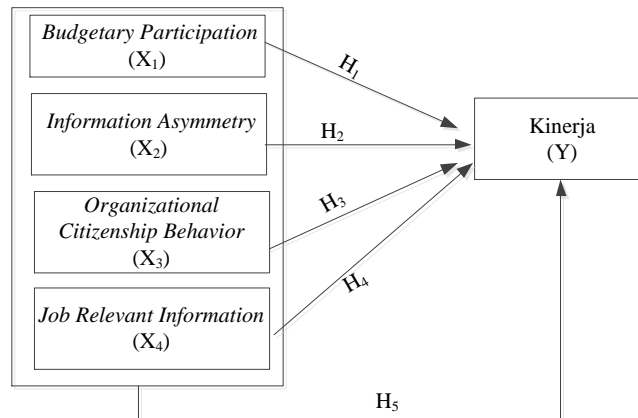 Budgetary Participation
(X₁)
H₁
Information Asymmetry
(X₂)
H₂
Kinerja
(Y)
Organizational
Citizenship Behavior
(X₃)
H₃
Job Relevant Information
(X₄)
H₄
H₅